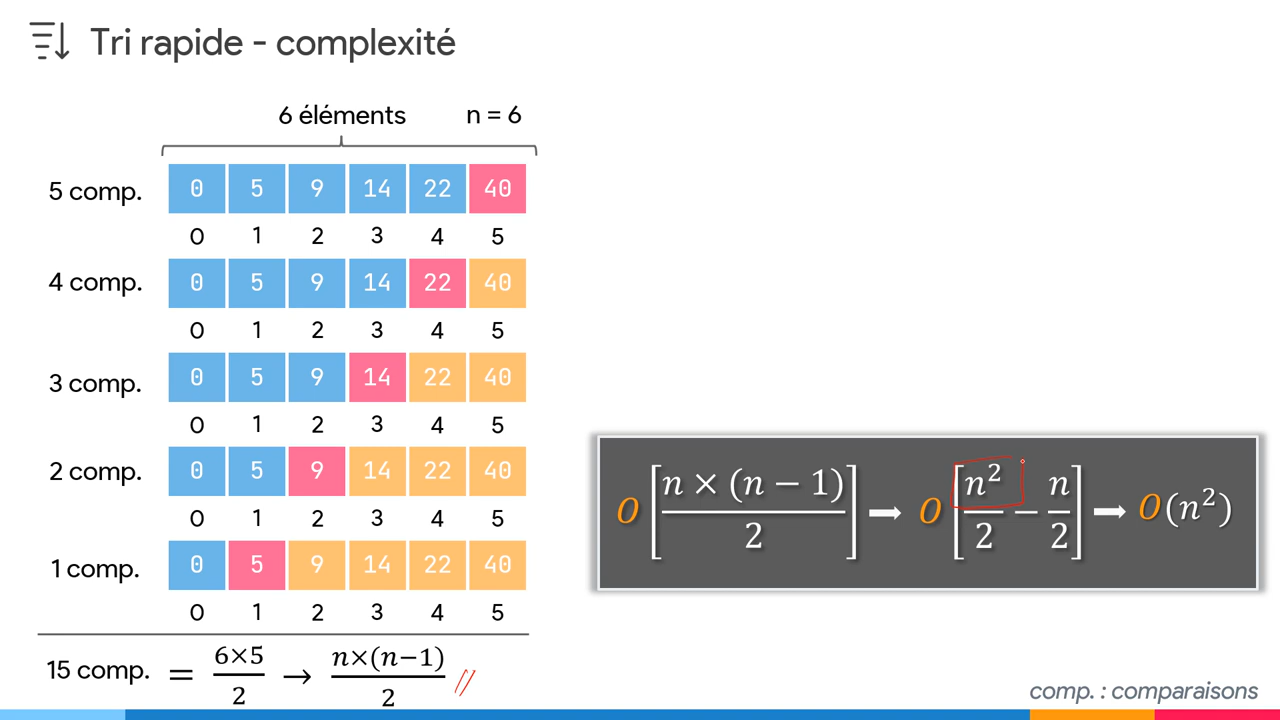 Tri rapide - complexité
6 éléments n = 6
5 comp. 0 5 9 14 22 40
0 1 2 3 4 5
4 comp. 0 5 9 14 22 40
0 1 2 3 4 5
3 comp. 0 5 9 14 22 40
0 1 2 3 4 5
2 comp. 0 5 9 14 22 40
0 1 2 3 4 5
1 comp. 0 5 9 14 22 40
0 1 2 3 4 5
15 comp. = 6×5/2 → n×(n−1)/2
O [n × (n − 1)/2] ➡ O [n²/2 − n/2] ➡ O(n²)
comp. : comparaisons